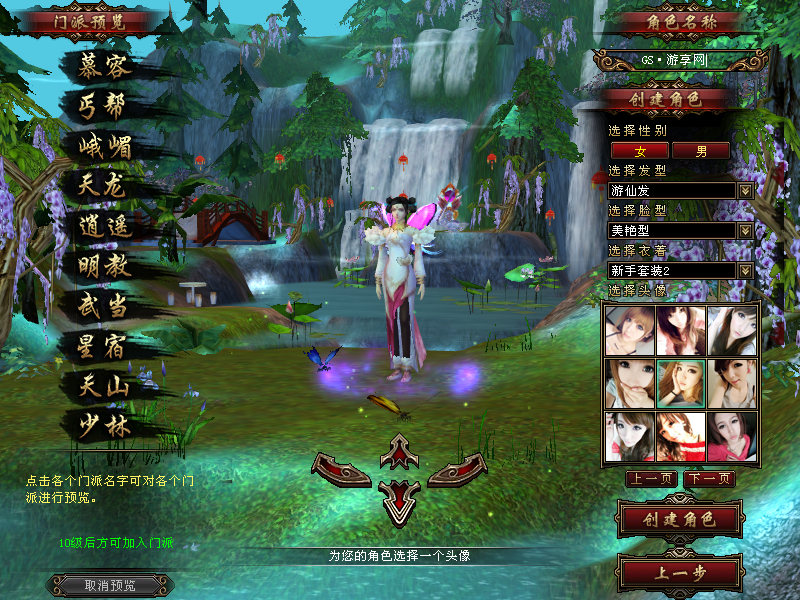 门派预览
慕容
丐帮
峨嵋
天龙
逍遥
明教
武当
星宿
天山
少林
点击各个门派名字可对各个门
派进行预览。
10级后方可加入门派
取消预览
为您的角色选择一个头像
角色名称
GS·游享网
创建角色
选择性别
女 男
选择发型
游仙发
选择脸型
美艳型
选择衣着
新手套装2
选择头像
上一页 下一页
创建角色
上一步